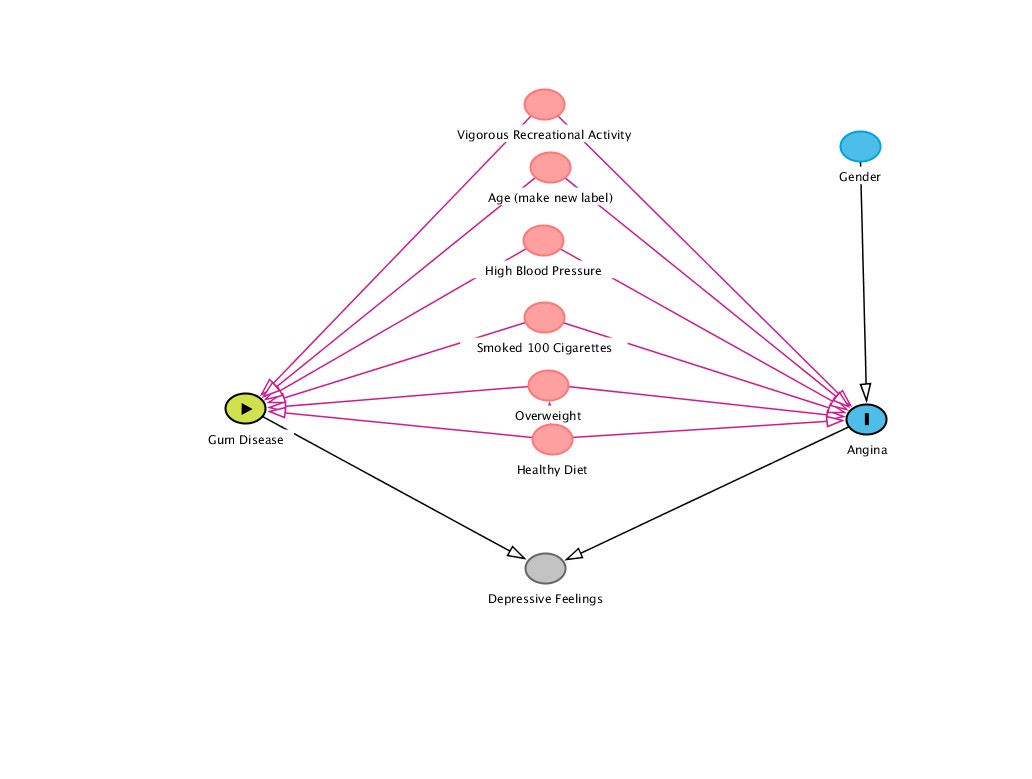 Vigorous Recreational Activity
Gender
Age (make new label)
High Blood Pressure
Smoked 100 Cigarettes
Overweight
Gum Disease
Angina
Healthy Diet
Depressive Feelings